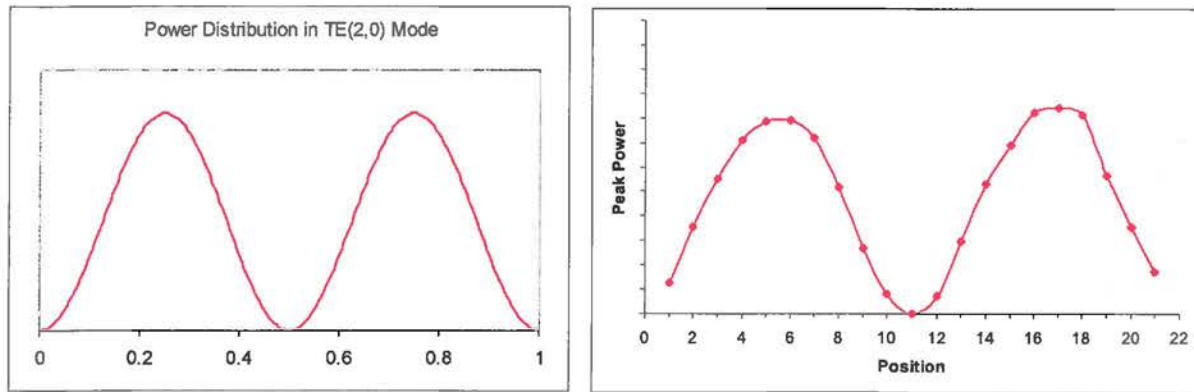 Power Distribution in TE(2,0) Mode
0 0.2 0.4 0.6 0.8 1
Peak Power
0 2 4 6 8 10 12 14 16 18 20 22
Position